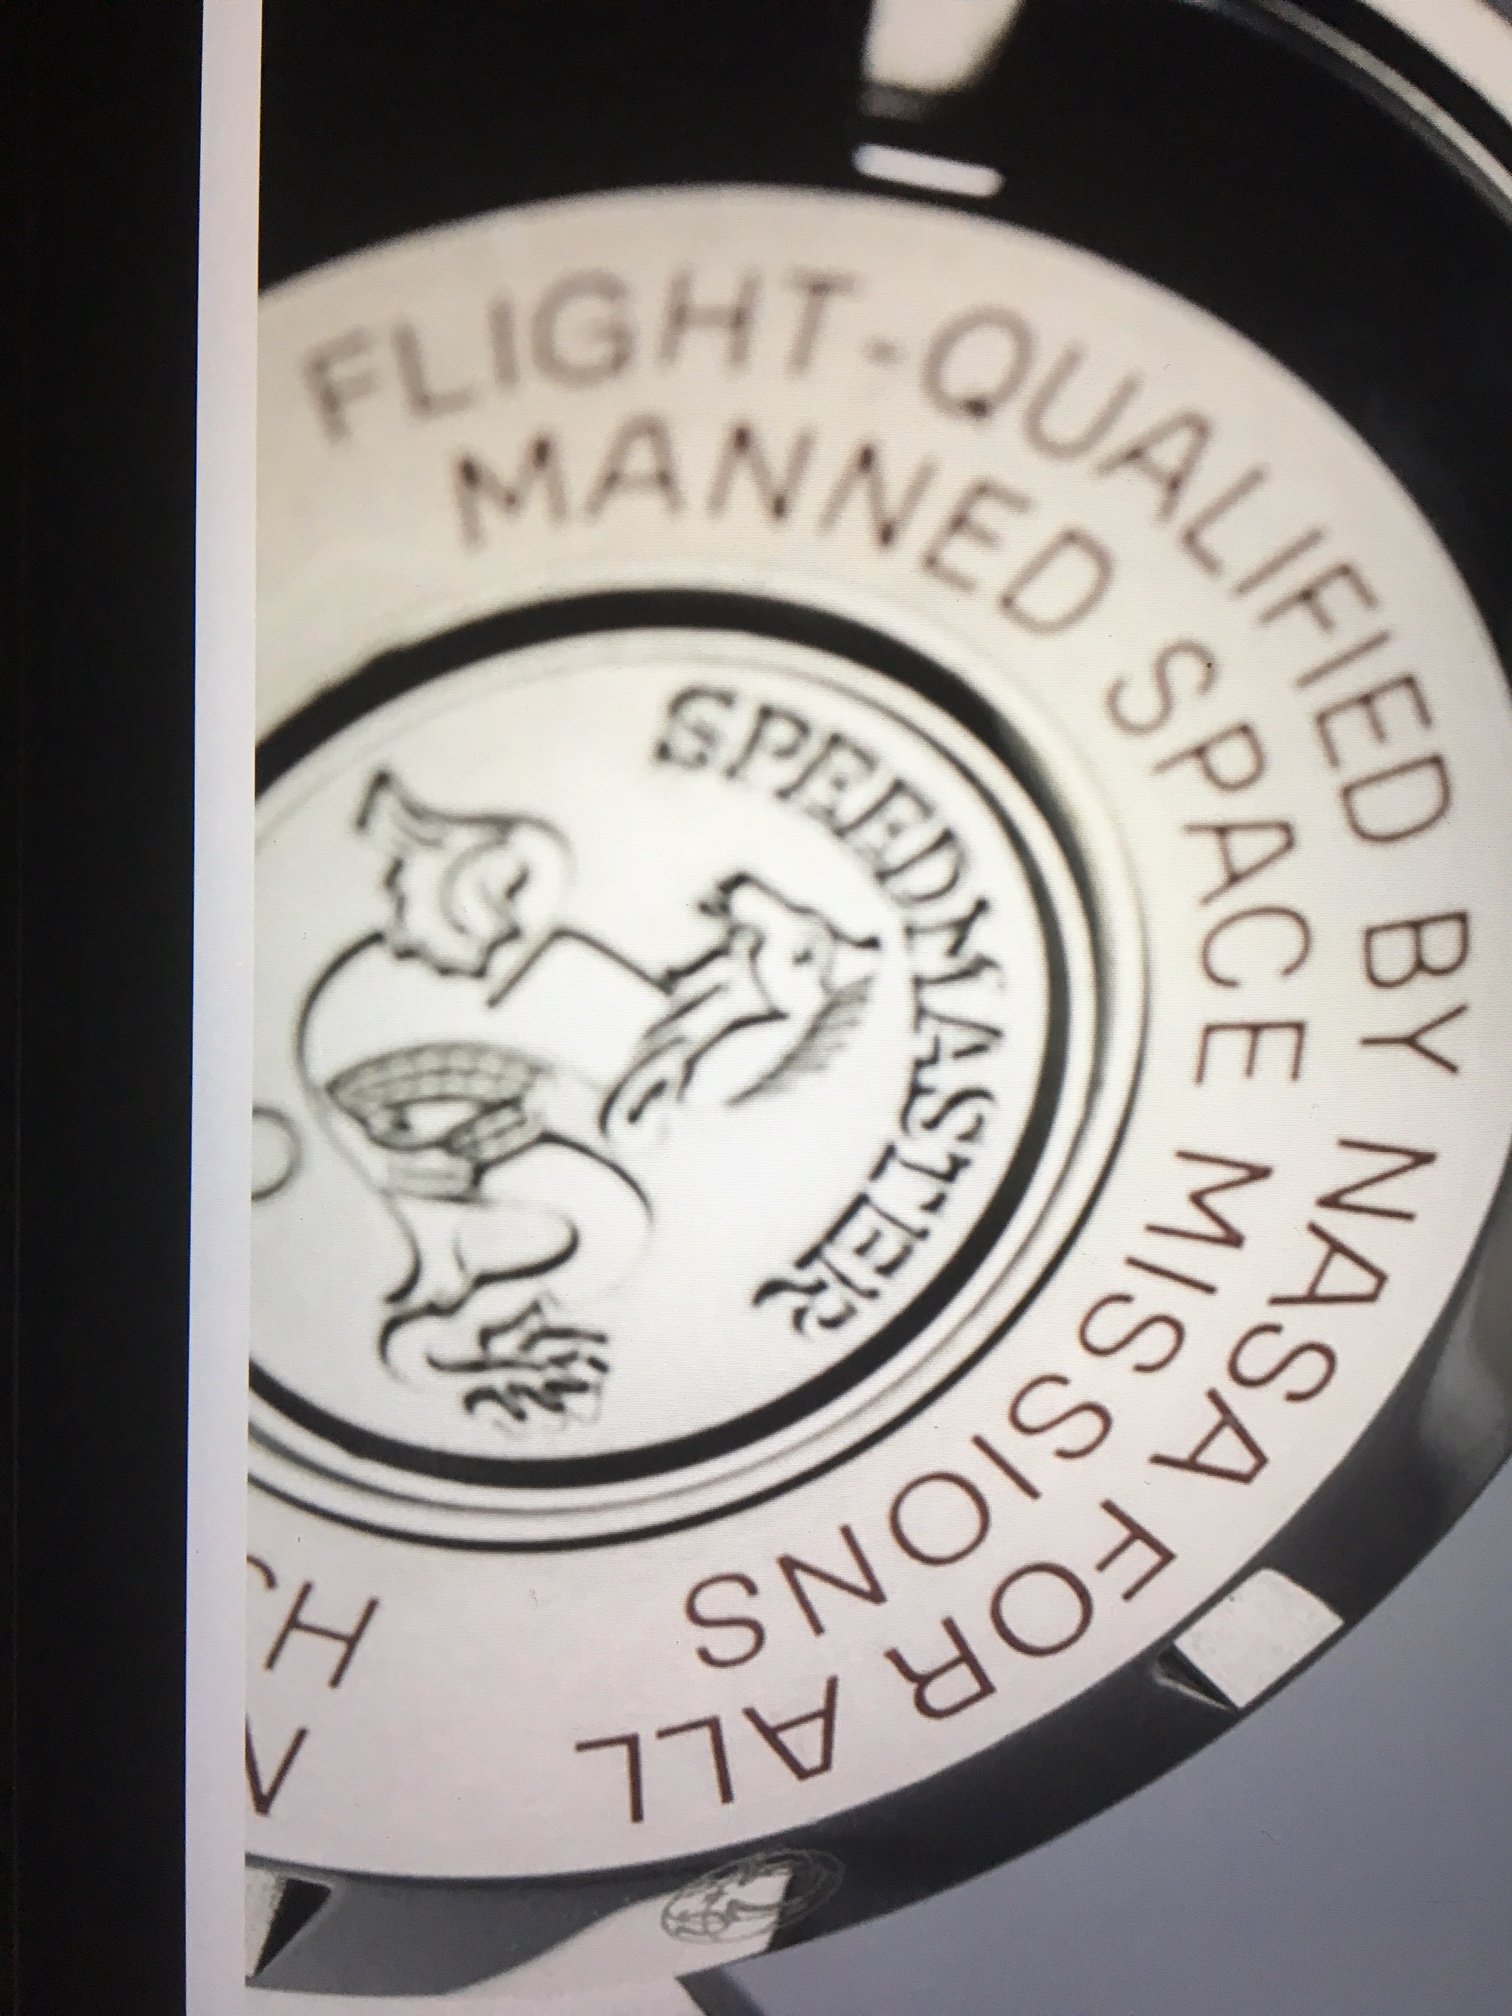 FLIGHT-QUALIFIED BY NASA FOR ALL
MANNED SPACE MISSIONS
SPEEDMASTER